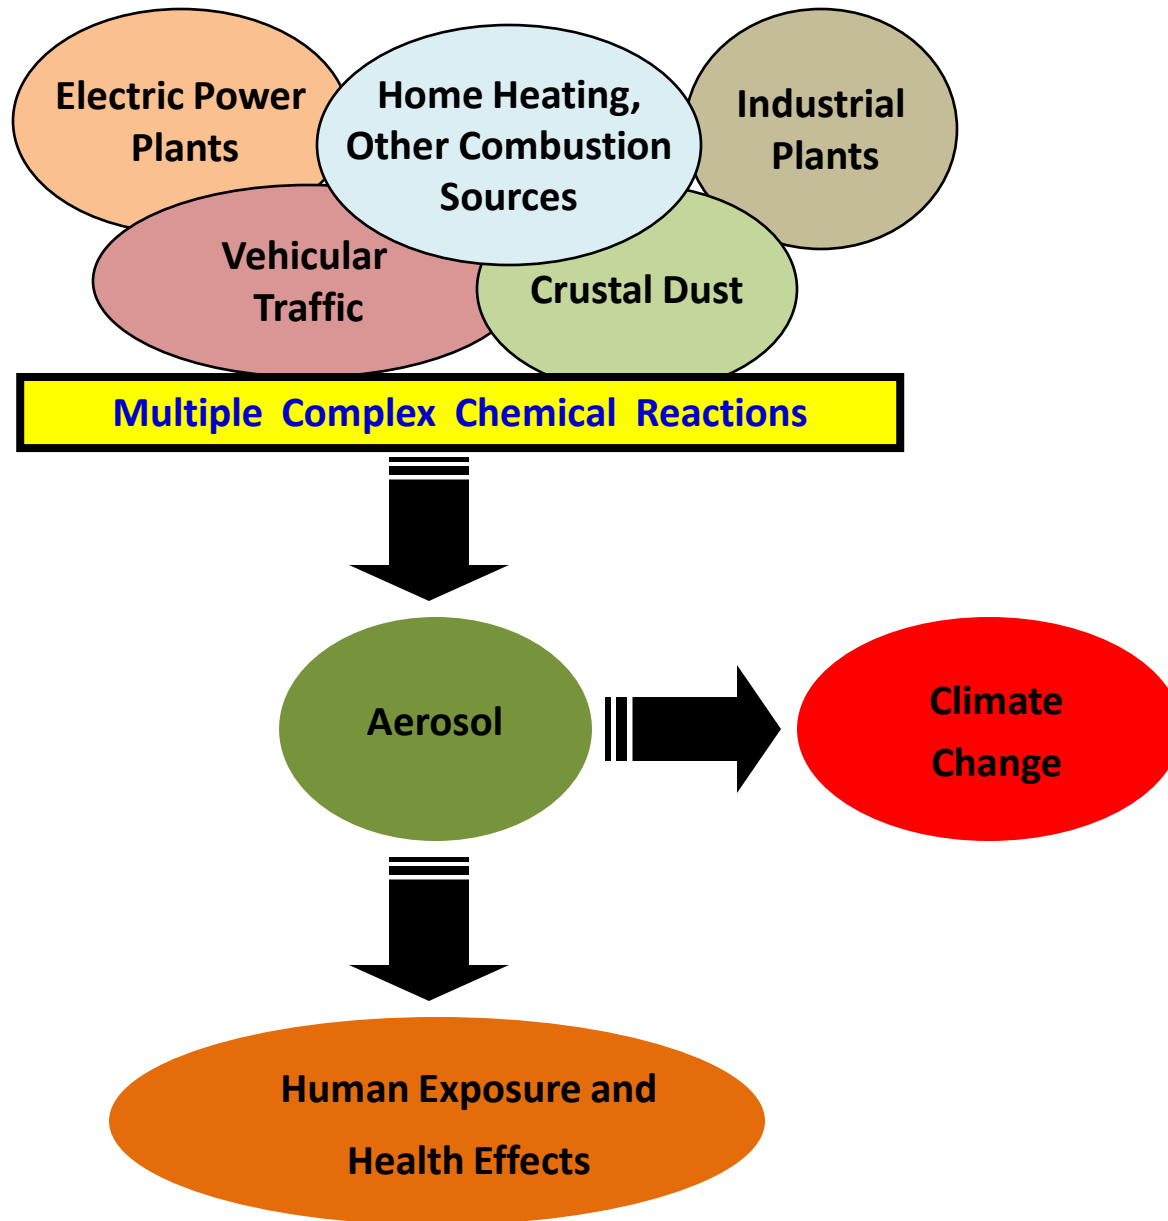 Electric Power
Plants
Home Heating,
Other Combustion
Sources
Industrial
Plants
Vehicular
Traffic
Crustal Dust
Multiple Complex Chemical Reactions
Aerosol
Climate
Change
Human Exposure and
Health Effects